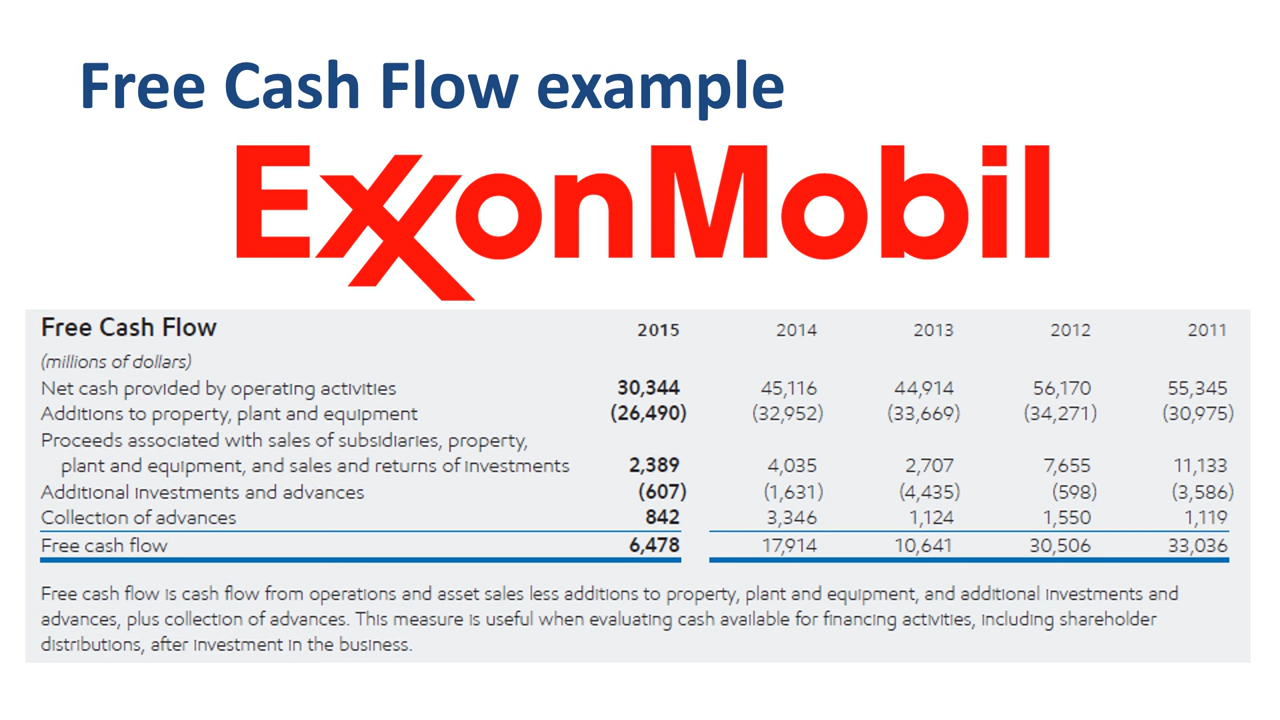 Free Cash Flow example
ExxonMobil
Free Cash Flow 2015 2014 2013 2012 2011
(millions of dollars)
Net cash provided by operating activities 30,344 45,116 44,914 56,170 55,345
Additions to property, plant and equipment (26,490) (32,952) (33,669) (34,271) (30,975)
Proceeds associated with sales of subsidiaries, property,
plant and equipment, and sales and returns of investments 2,389 4,035 2,707 7,655 11,133
Additional investments and advances (607) (1,631) (4,435) (598) (3,586)
Collection of advances 842 3,346 1,124 1,550 1,119
Free cash flow 6,478 17,914 10,641 30,506 33,036
Free cash flow is cash flow from operations and asset sales less additions to property, plant and equipment, and additional investments and
advances, plus collection of advances. This measure is useful when evaluating cash available for financing activities, including shareholder
distributions, after investment in the business.